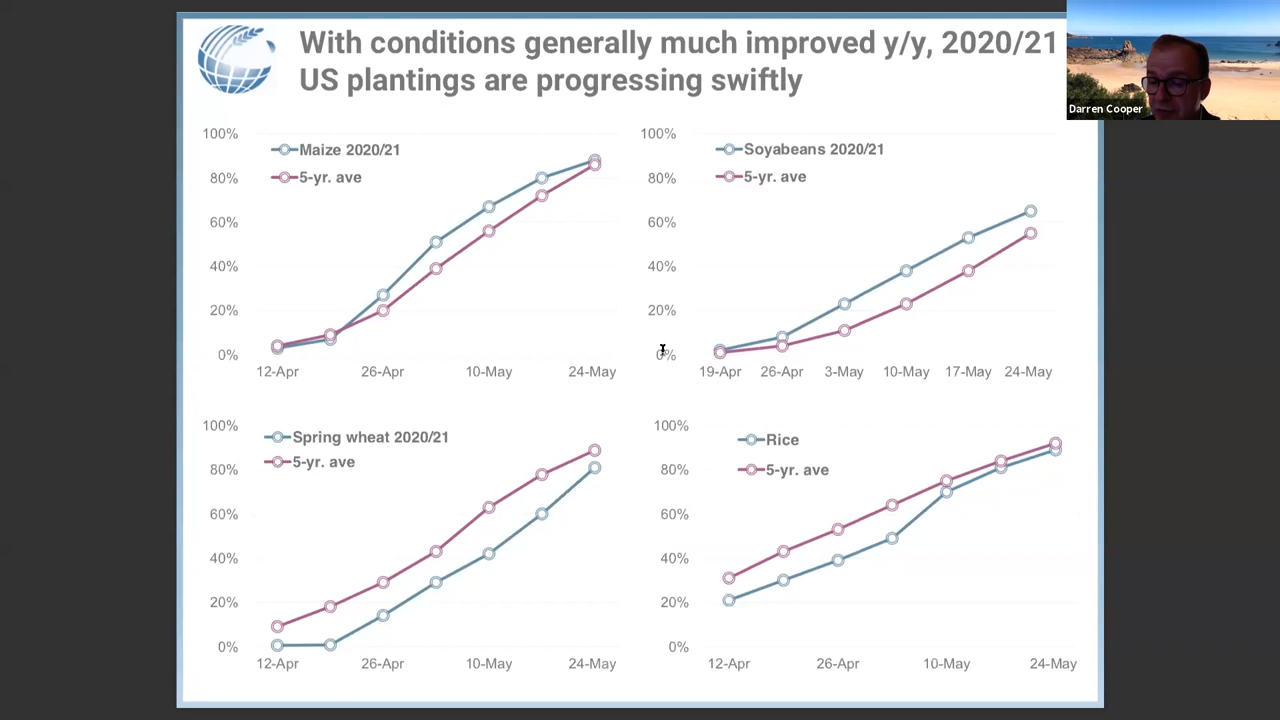 With conditions generally much improved y/y, 2020/21
US plantings are progressing swiftly
Darren Cooper
100%
80%
60%
40%
20%
0%
Maize 2020/21
5-yr. ave
12-Apr 26-Apr 10-May 24-May
100%
80%
60%
40%
20%
0%
Soyabeans 2020/21
5-yr. ave
19-Apr 26-Apr 3-May 10-May 17-May 24-May
100%
80%
60%
40%
20%
0%
Spring wheat 2020/21
5-yr. ave
12-Apr 26-Apr 10-May 24-May
100%
80%
60%
40%
20%
0%
Rice
5-yr. ave
12-Apr 26-Apr 10-May 24-May